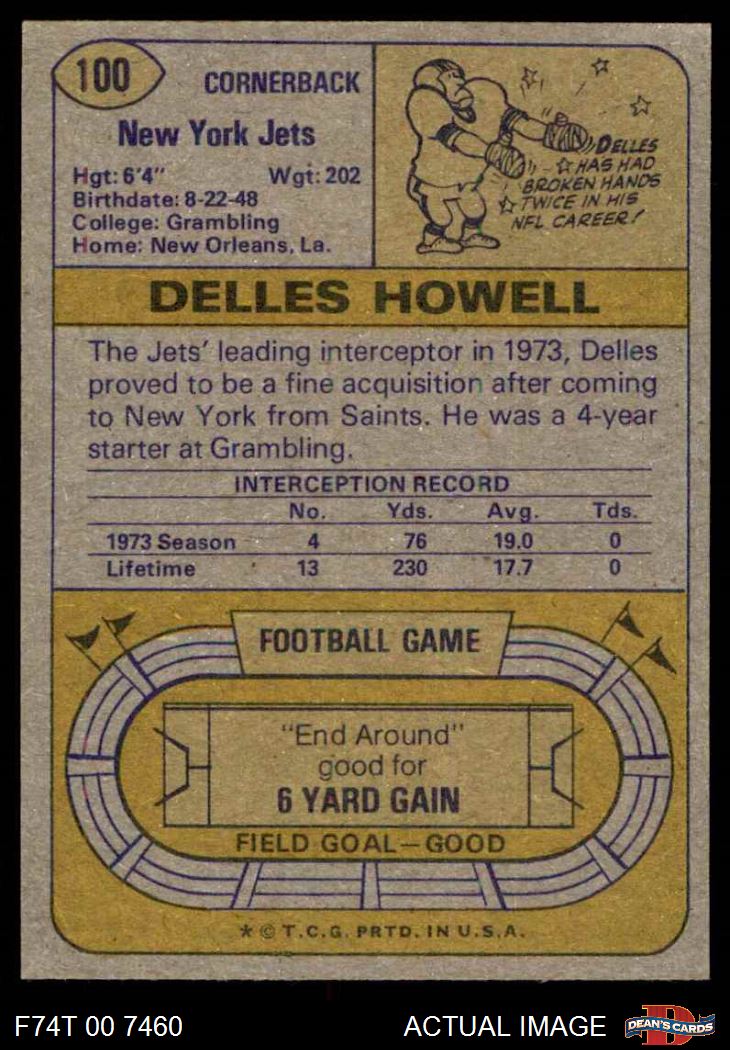 100
CORNERBACK
New York Jets
Hgt: 6'4" Wgt: 202
Birthdate: 8-22-48
College: Grambling
Home: New Orleans, La.
DELLES
HAS HAD
BROKEN HANDS
TWICE IN HIS
NFL CAREER!
DELLES HOWELL
The Jets' leading interceptor in 1973, Delles
proved to be a fine acquisition after coming
to New York from Saints. He was a 4-year
starter at Grambling.
INTERCEPTION RECORD
No. Yds. Avg. Tds.
1973 Season 4 76 19.0 0
Lifetime 13 230 17.7 0
FOOTBALL GAME
"End Around"
good for
6 YARD GAIN
FIELD GOAL—GOOD
* © T.C.G. PRTD. IN U.S.A.
F74T 00 7460 ACTUAL IMAGE
D
DEAN'S CARDS